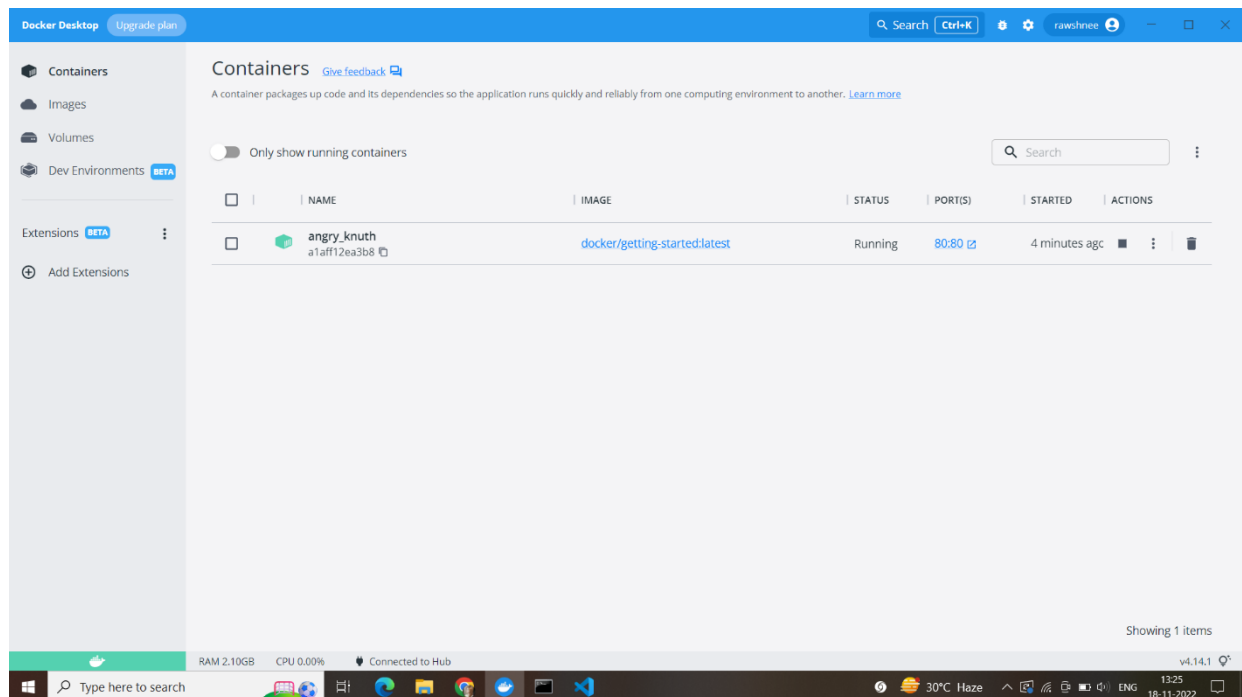 Docker Desktop Upgrade plan Search Ctrl+K rawshnee
Containers
Images
Volumes
Dev Environments BETA
Extensions BETA
Add Extensions
Containers Give feedback
A container packages up code and its dependencies so the application runs quickly and reliably from one computing environment to another. Learn more
Only show running containers
Search
NAME IMAGE STATUS PORT(S) STARTED ACTIONS
angry_knuth docker/getting-started:latest Running 80:80 4 minutes agc
a1aff12ea3b8
Showing 1 items
RAM 2.10GB CPU 0.00% Connected to Hub v4.14.1
Type here to search 30°C Haze ENG 13:25
18-11-2022